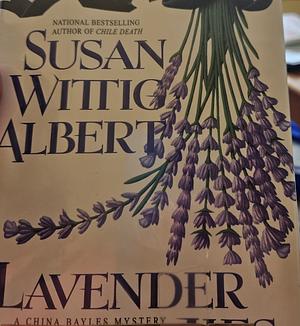 NATIONAL BESTSELLING
AUTHOR OF CHILE DEATH
SUSAN
WITTIG
ALBERT
LAVENDER
A CHINA BAYLES MYSTERY